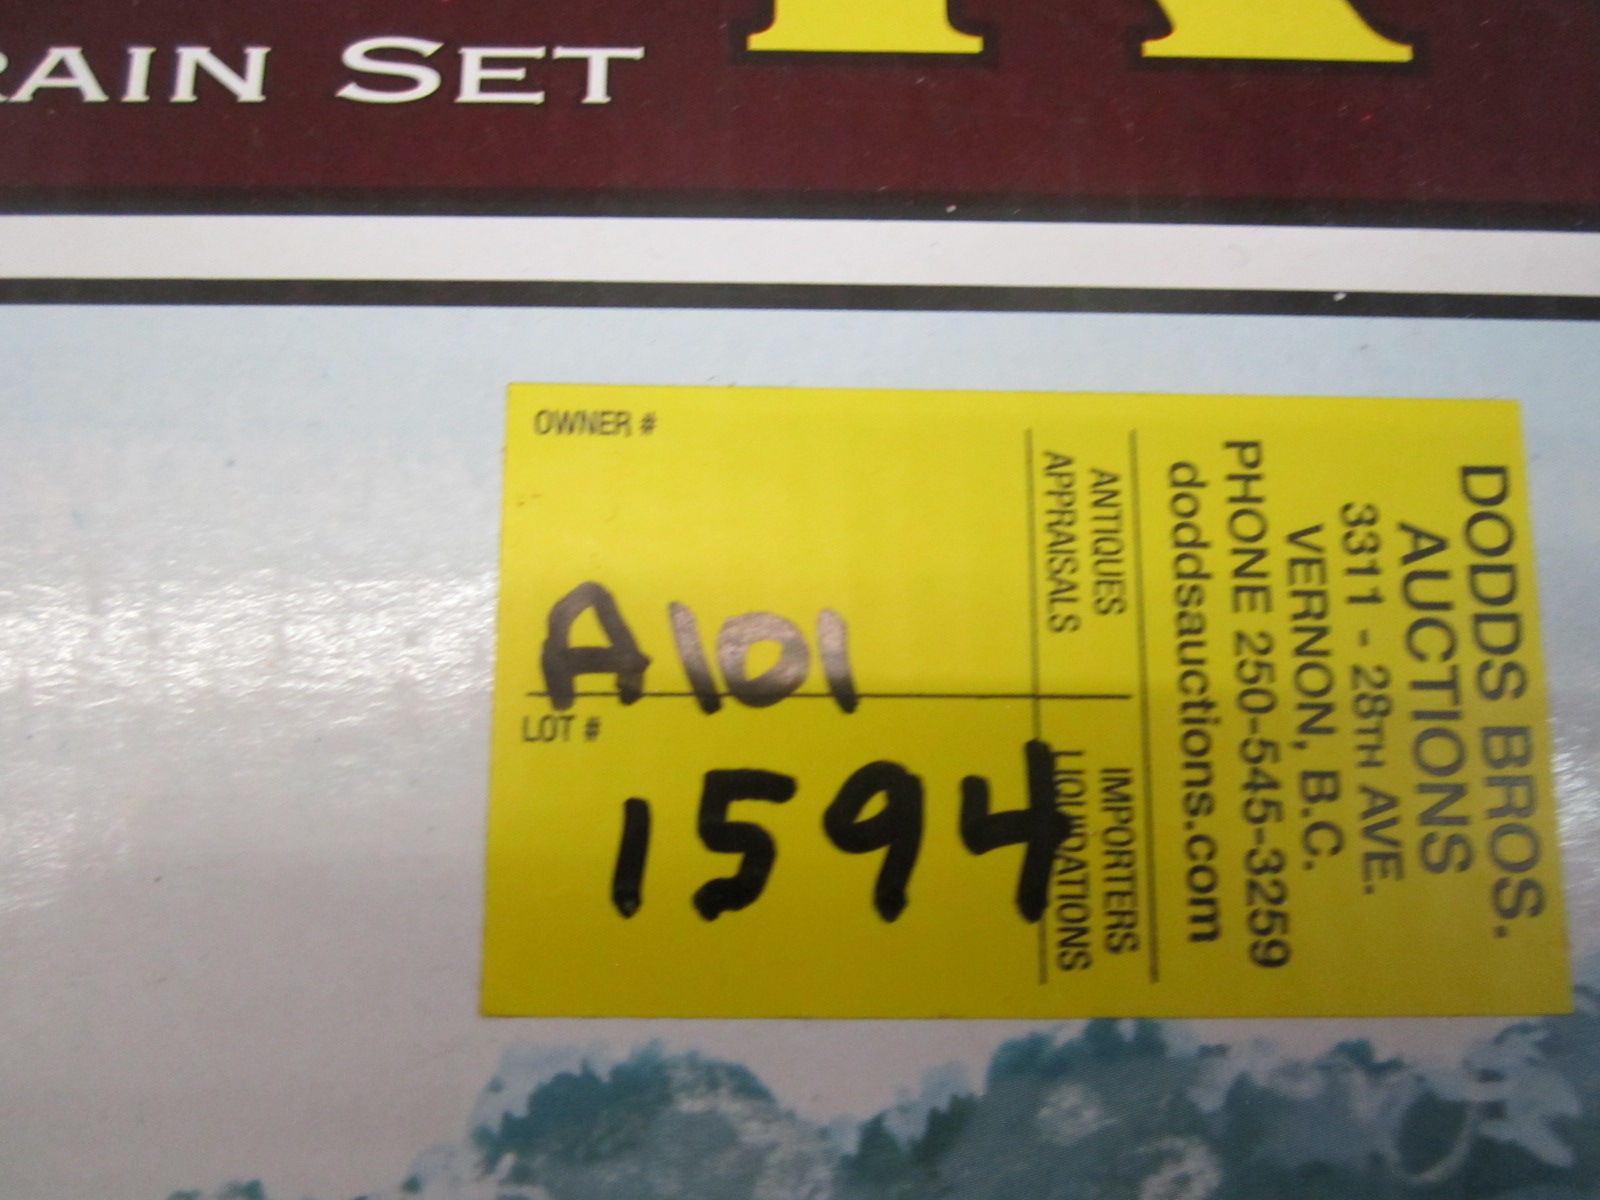 SET
OWNER #
A101
LOT #
1594
ANTIQUES
APPRAISALS
IMPORTERS
LIQUIDATIONS
DODDS BROS.
AUCTIONS
3311 - 28TH AVE.
VERNON, B.C.
PHONE 250-545-3259
doddsauctions.com